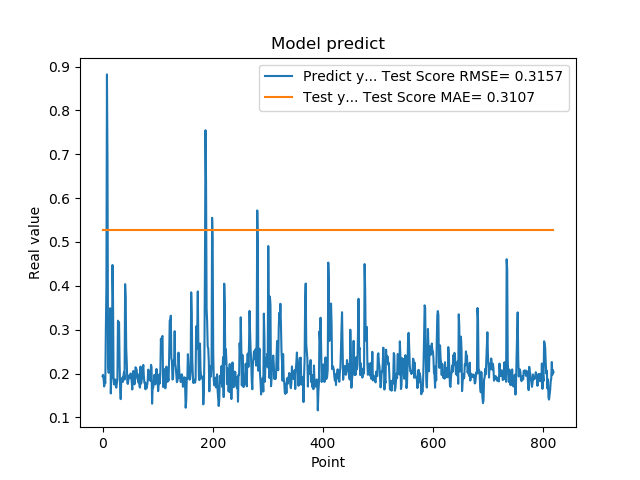 Model predict
Predict y... Test Score RMSE= 0.3157
Test y... Test Score MAE= 0.3107
Real value
0.9
0.8
0.7
0.6
0.5
0.4
0.3
0.2
0.1
0 200 400 600 800
Point